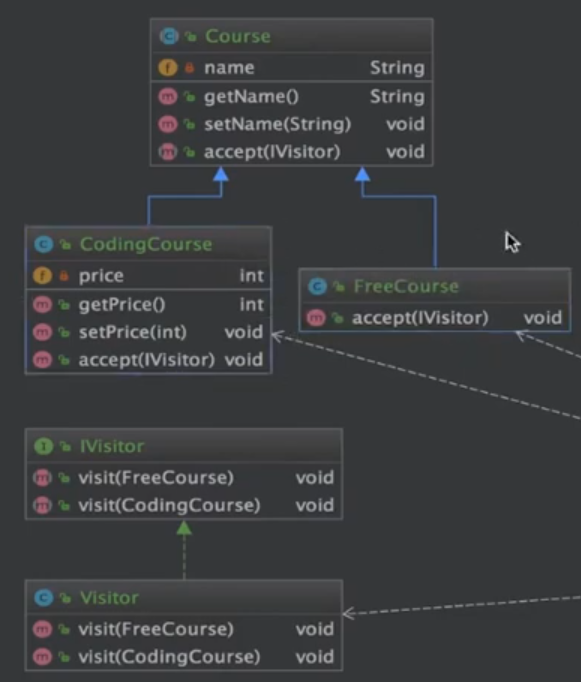 Course
name String
getName() String
setName(String) void
accept(IVisitor) void
CodingCourse
price int
getPrice() int
setPrice(int) void
accept(IVisitor) void
FreeCourse
accept(IVisitor) void
IVisitor
visit(FreeCourse) void
visit(CodingCourse) void
Visitor
visit(FreeCourse) void
visit(CodingCourse) void